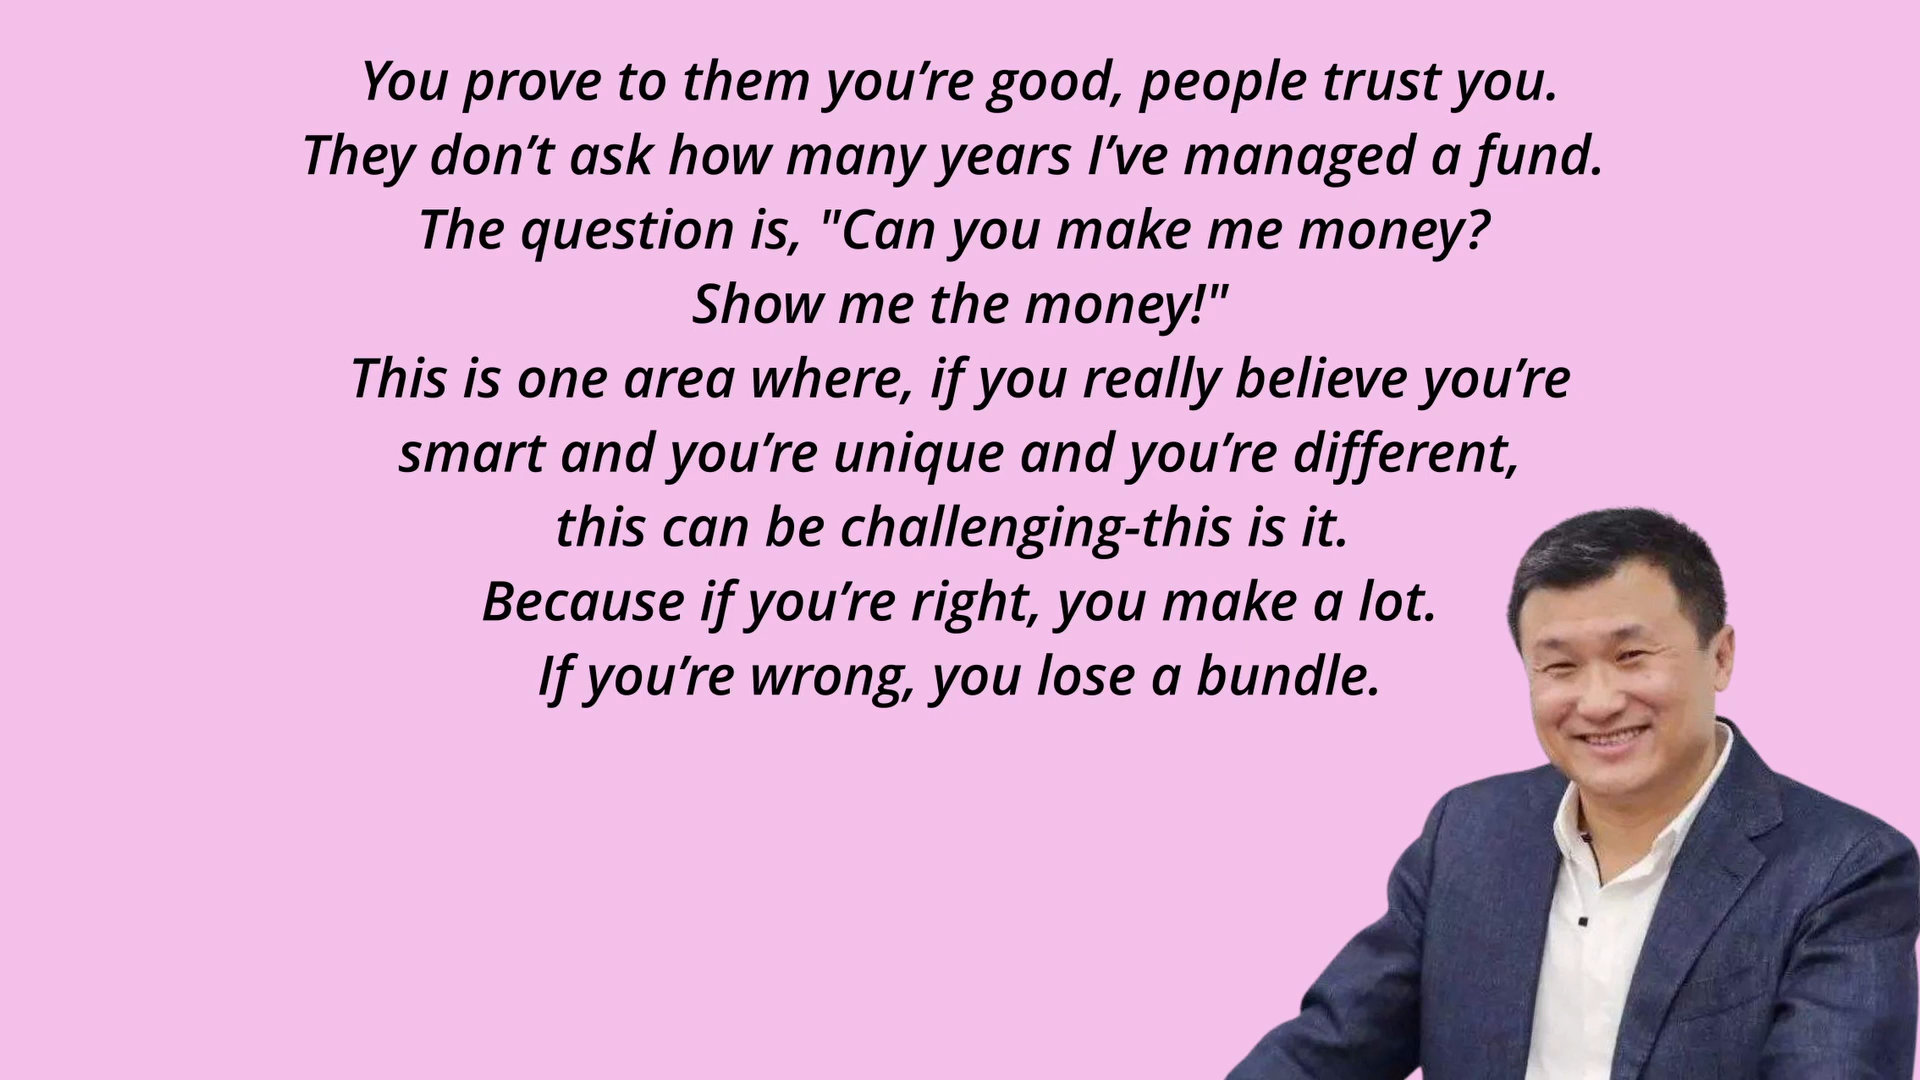 You prove to them you’re good, people trust you.
They don’t ask how many years I’ve managed a fund.
The question is, "Can you make me money?
Show me the money!"
This is one area where, if you really believe you’re
smart and you’re unique and you’re different,
this can be challenging-this is it.
Because if you’re right, you make a lot.
If you’re wrong, you lose a bundle.